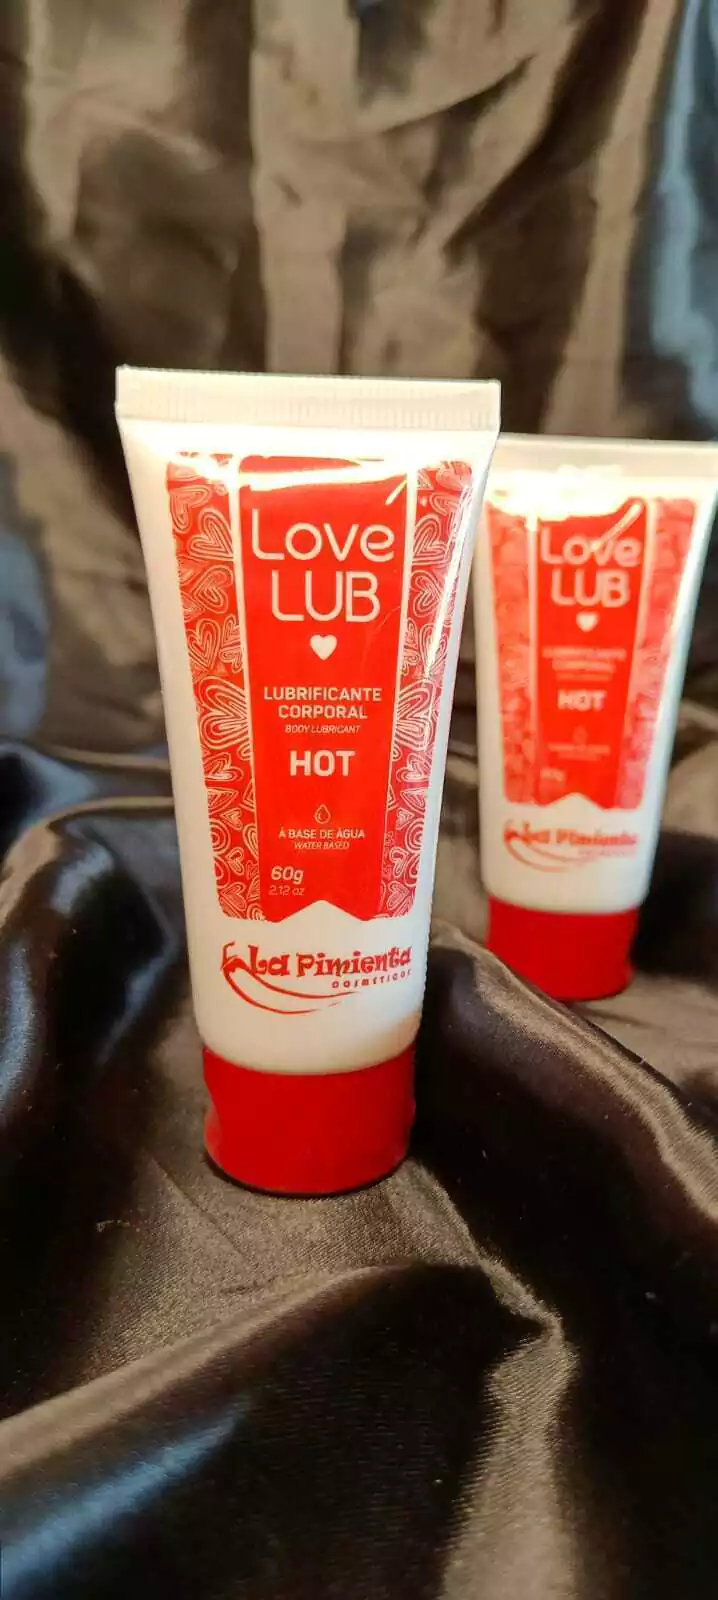 Love
LUB
LUBRIFICANTE
CORPORAL
BODY LUBRICANT
HOT
À BASE DE ÁGUA
WATER BASED
60g
2.12 oz
La Pimienta
COSMÉTICOS
Love
LUB
LUBRIFICANTE
CORPORAL
HOT
La Pimienta